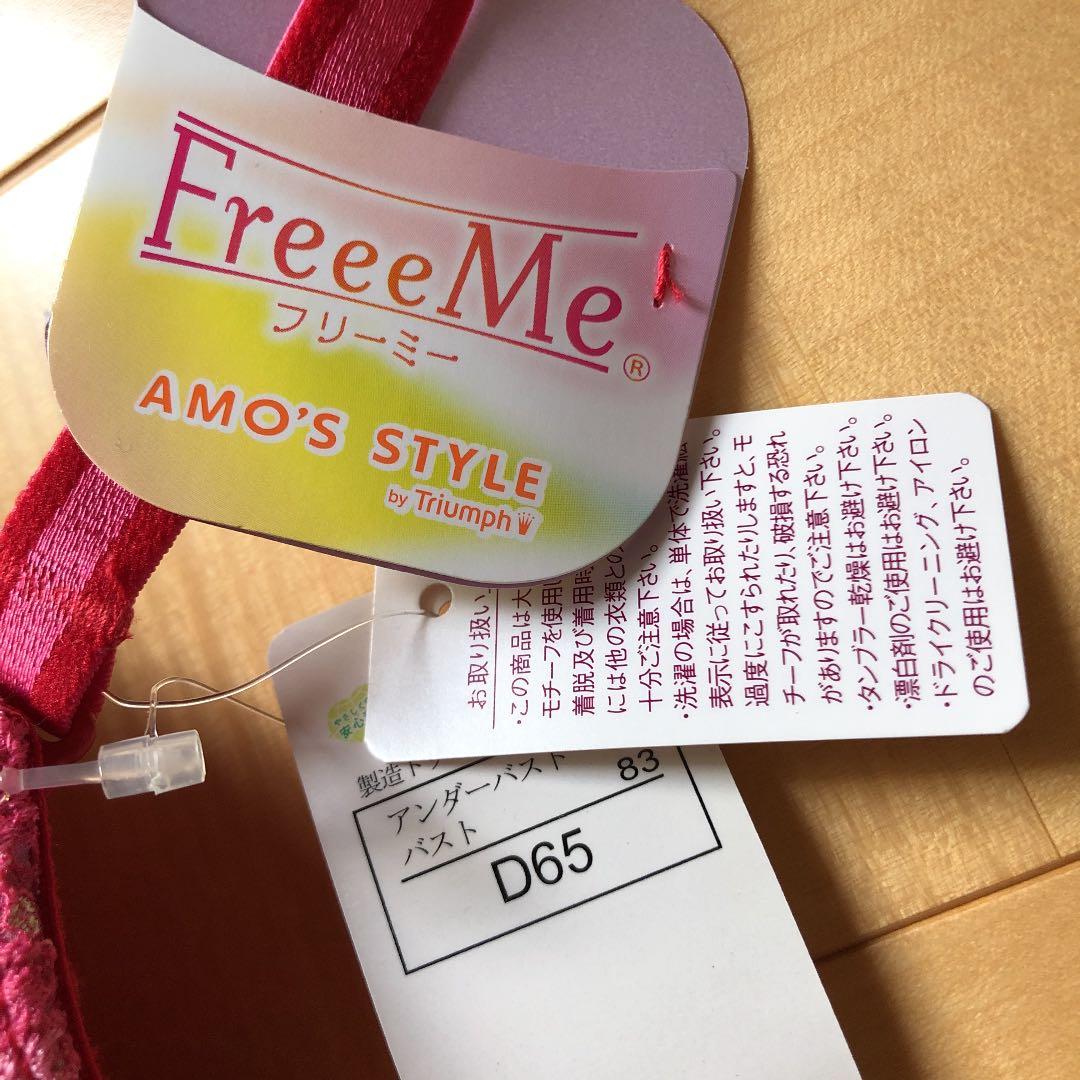 FreeeMe®
フリーミー
AMO'S STYLE
by Triumph
お取り扱い
・この商品は大
モチーフを使用
着脱及び着用時
には他の衣類との
十分ご注意下さい。
・洗濯の場合は、単体で洗濯
表示に従ってお取り扱い下さい。
過度にこすられたりしますと、モ
チーフが取れたり、破損する恐れ
がありますのでご注意下さい。
・タンブラー乾燥はお避け下さい。
・漂白剤のご使用はお避け下さい。
・ドライクリーニング、アイロン
のご使用はお避け下さい。
安心
製造
アンダーバスト
バスト 83
D65